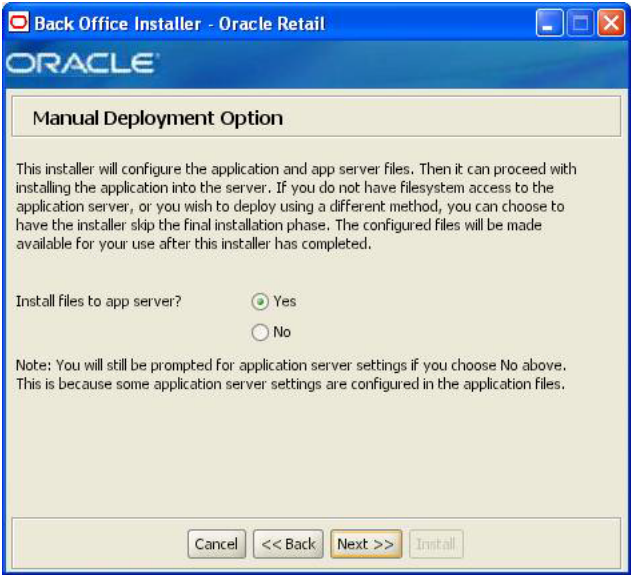 Back Office Installer - Oracle Retail
ORACLE
Manual Deployment Option
This installer will configure the application and app server files. Then it can proceed with
installing the application into the server. If you do not have filesystem access to the
application server, or you wish to deploy using a different method, you can choose to
have the installer skip the final installation phase. The configured files will be made
available for your use after this installer has completed.
Install files to app server?
Yes
No
Note: You will still be prompted for application server settings if you choose No above.
This is because some application server settings are configured in the application files.
Cancel << Back Next >> Install